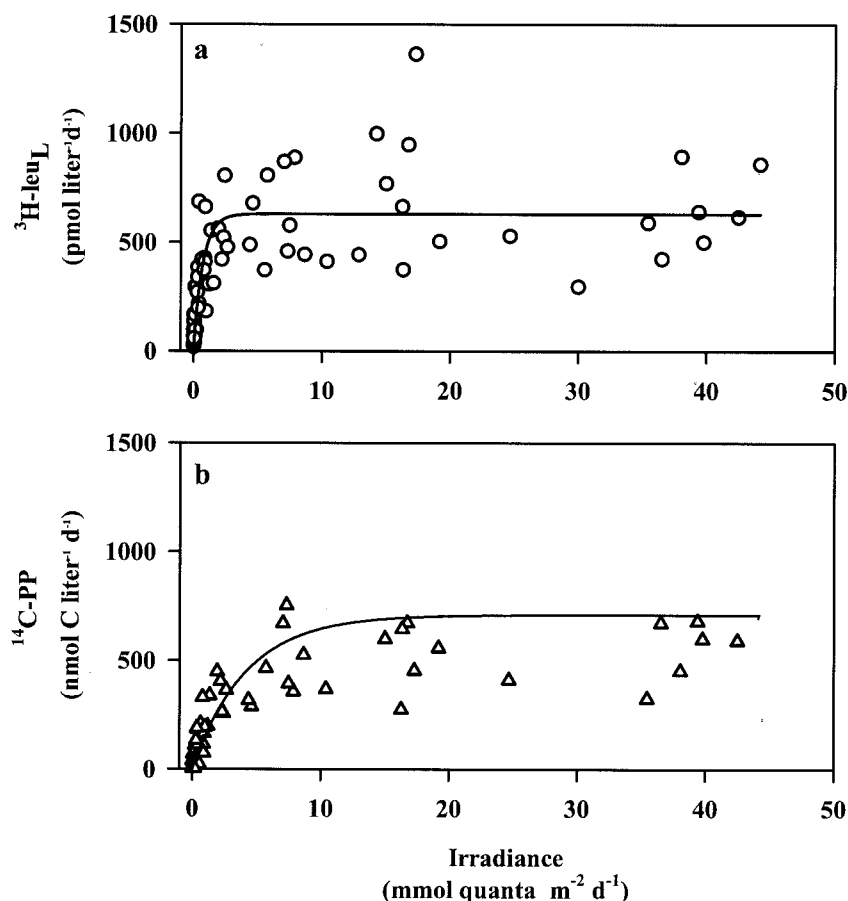 1500
a
1000
500
0
³H-leu_L
(pmol liter⁻¹d⁻¹)
0 10 20 30 40 50
1500
b
1000
500
0
¹⁴C-PP
(nmol C liter⁻¹ d⁻¹)
0 10 20 30 40 50
Irradiance
(mmol quanta m⁻² d⁻¹)